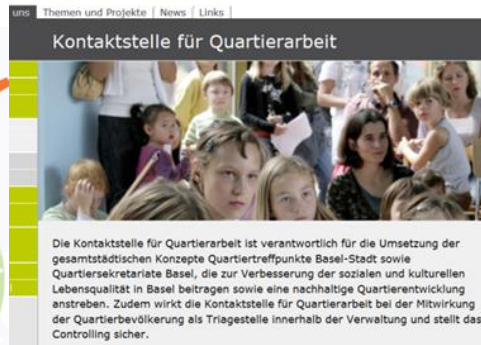 uns Themen und Projekte News Links
Kontaktstelle für Quartierarbeit
Die Kontaktstelle für Quartierarbeit ist verantwortlich für die Umsetzung der
gesamtstädtischen Konzepte Quartiertreffpunkte Basel-Stadt sowie
Quartiersekretariate Basel, die zur Verbesserung der sozialen und kulturellen
Lebensqualität in Basel beitragen sowie eine nachhaltige Quartierentwicklung
anstreben. Zudem wirkt die Kontaktstelle für Quartierarbeit bei der Mitwirkung
der Quartierbevölkerung als Triagestelle innerhalb der Verwaltung und stellt das
Controlling sicher.